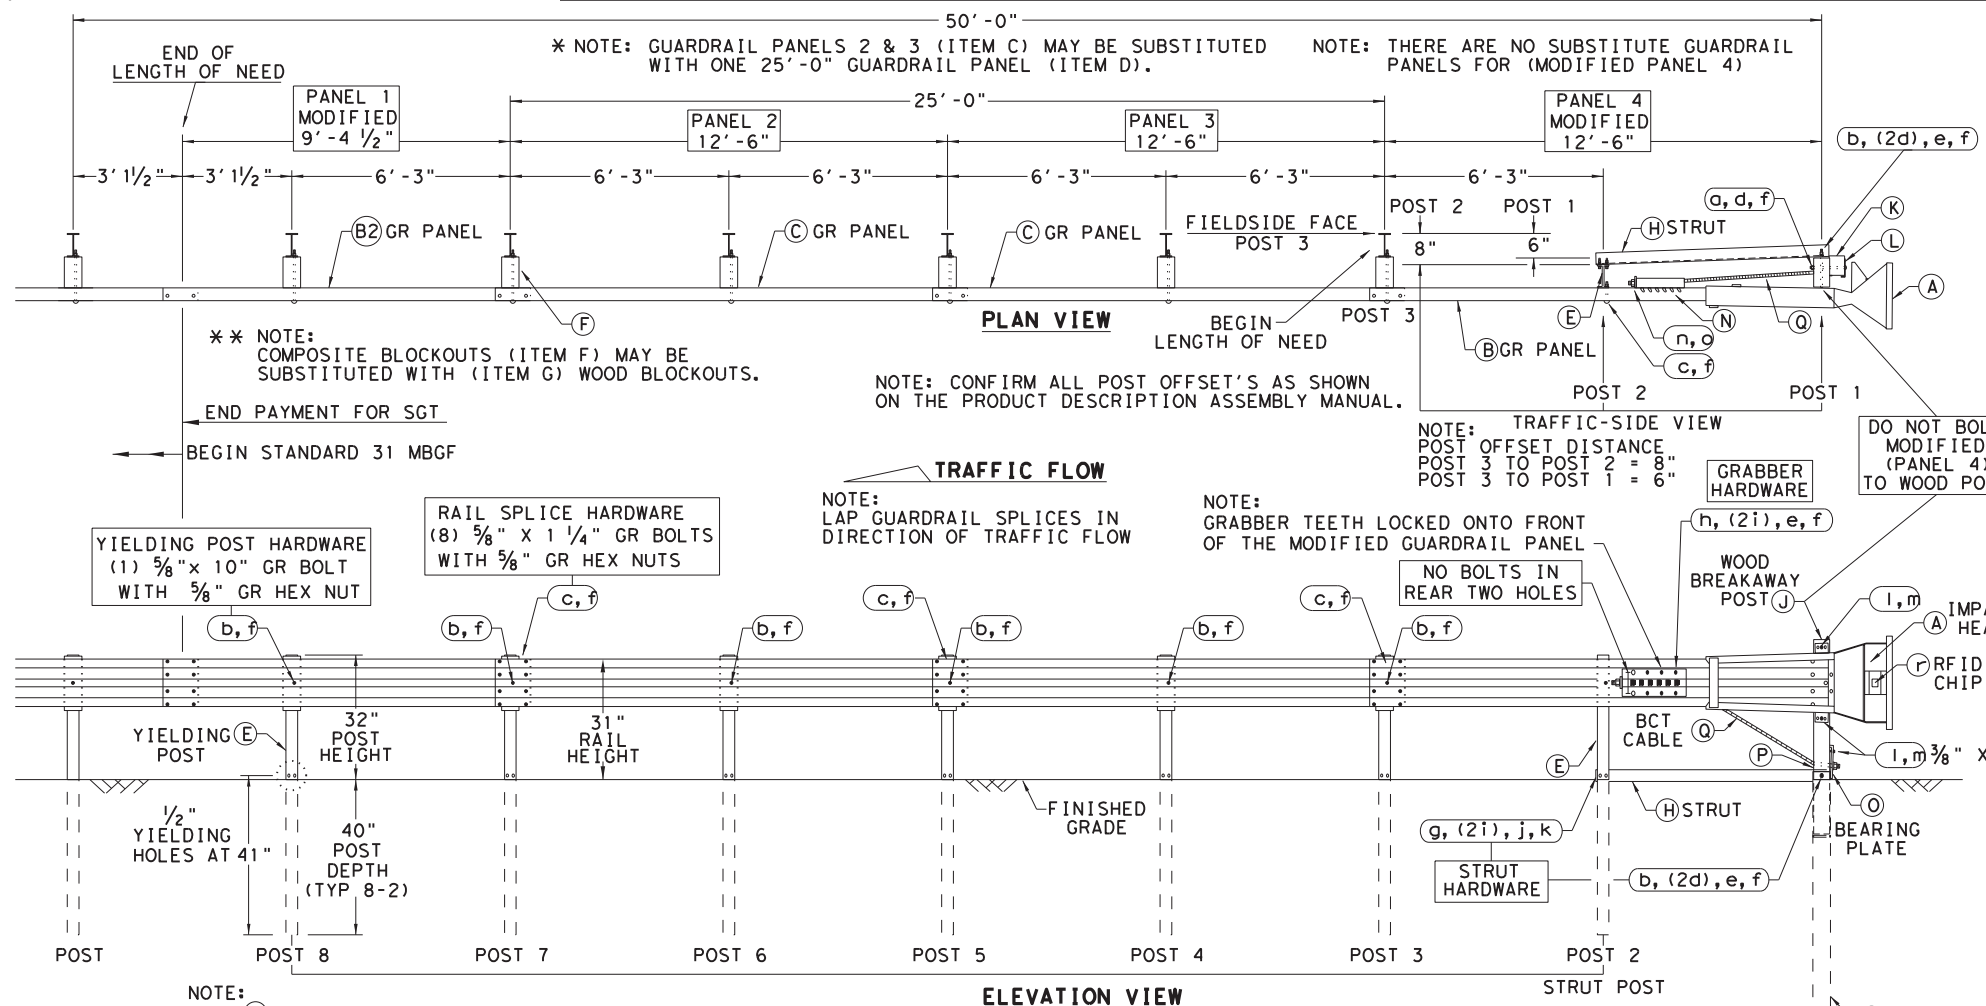 50'-0"
* NOTE: GUARDRAIL PANELS 2 & 3 (ITEM C) MAY BE SUBSTITUTED
WITH ONE 25'-0" GUARDRAIL PANEL (ITEM D).
NOTE: THERE ARE NO SUBSTITUTE GUARDRAIL
PANELS FOR (MODIFIED PANEL 4)
END OF
LENGTH OF NEED
25'-0"
PANEL 1
MODIFIED
9'-4 1/2"
PANEL 2
12'-6"
PANEL 3
12'-6"
PANEL 4
MODIFIED
12'-6"
b, (2d), e, f
3' 1 1/2"
3' 1 1/2"
6'-3"
6'-3"
6'-3"
6'-3"
6'-3"
6'-3"
B2 GR PANEL
C GR PANEL
C GR PANEL
FIELDSIDE FACE
POST 3
POST 2
8"
POST 1
6"
H STRUT
a, d, f
K
L
A
F
PLAN VIEW
BEGIN
LENGTH OF NEED
POST 3
B GR PANEL
E
n, o
c, f
N
Q
** NOTE:
COMPOSITE BLOCKOUTS (ITEM F) MAY BE
SUBSTITUTED WITH (ITEM G) WOOD BLOCKOUTS.
NOTE: CONFIRM ALL POST OFFSET'S AS SHOWN
ON THE PRODUCT DESCRIPTION ASSEMBLY MANUAL.
POST 2
POST 1
TRAFFIC-SIDE VIEW
NOTE:
POST OFFSET DISTANCE
POST 3 TO POST 2 = 8"
POST 3 TO POST 1 = 6"
END PAYMENT FOR SGT
BEGIN STANDARD 31 MBGF
TRAFFIC FLOW
NOTE:
LAP GUARDRAIL SPLICES IN
DIRECTION OF TRAFFIC FLOW
NOTE:
GRABBER TEETH LOCKED ONTO FRONT
OF THE MODIFIED GUARDRAIL PANEL
GRABBER
HARDWARE
h, (2i), e, f
DO NOT BOL
MODIFIED
(PANEL 4)
TO WOOD PO
YIELDING POST HARDWARE
(1) 5/8"x 10" GR BOLT
WITH 5/8" GR HEX NUT
b, f
RAIL SPLICE HARDWARE
(8) 5/8" X 1 1/4" GR BOLTS
WITH 5/8" GR HEX NUTS
c, f
b, f
b, f
c, f
b, f
b, f
c, f
b, f
NO BOLTS IN
REAR TWO HOLES
WOOD
BREAKAWAY
POST J
l, m
A IMPA
HEA
r RFID
CHIP
YIELDING E
POST
32"
POST
HEIGHT
31"
RAIL
HEIGHT
BCT
CABLE
Q
E
P
l, m 3/8" X
1/2"
YIELDING
HOLES AT 41"
40"
POST
DEPTH
(TYP 8-2)
FINISHED
GRADE
g, (2i), j, k
STRUT
HARDWARE
H STRUT
b, (2d), e, f
O
BEARING
PLATE
POST
POST 8
POST 7
POST 6
POST 5
POST 4
POST 3
POST 2
STRUT POST
NOTE:
ELEVATION VIEW